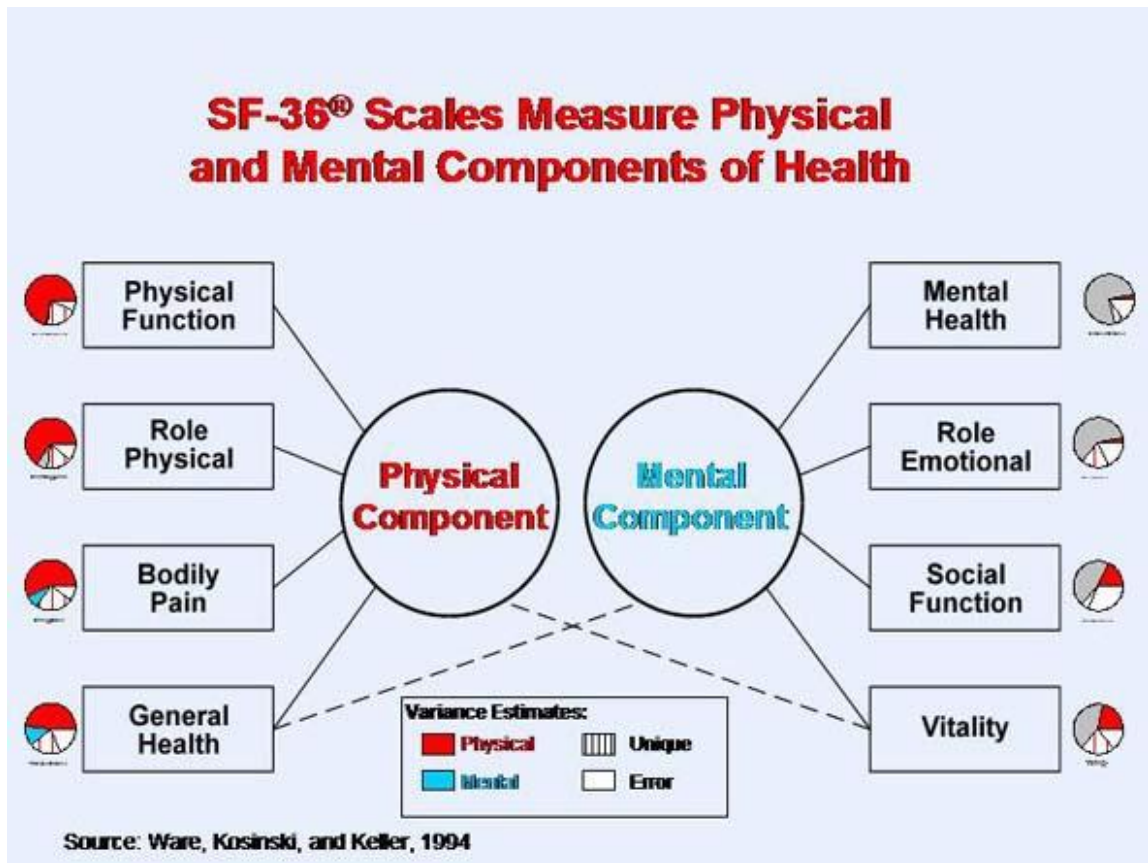 SF-36® Scales Measure Physical
and Mental Components of Health
Physical
Function
Role
Physical
Bodily
Pain
General
Health
Physical
Component
Mental
Component
Mental
Health
Role
Emotional
Social
Function
Vitality
Variance Estimates:
Physical
Unique
Mental
Error
Source: Ware, Kosinski, and Keller, 1994